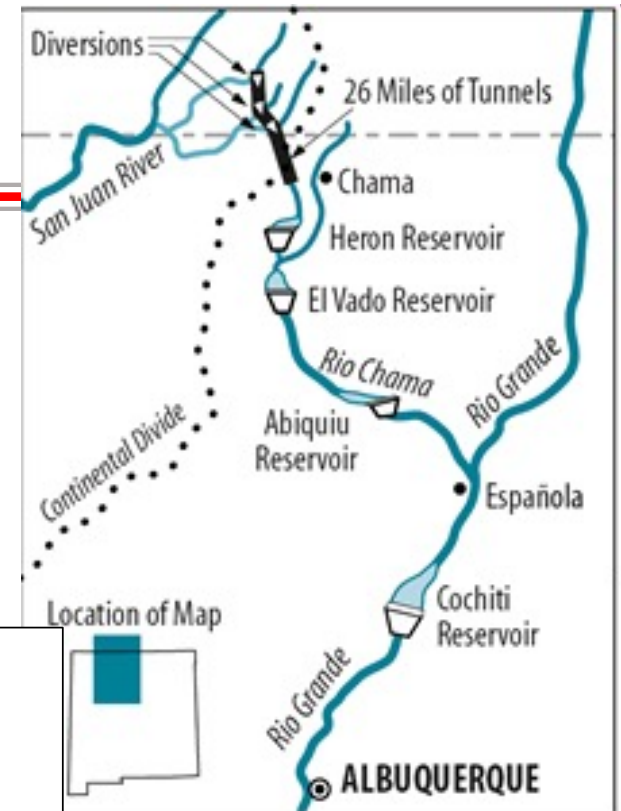 Diversions
26 Miles of Tunnels
San Juan River
Chama
Heron Reservoir
El Vado Reservoir
Rio Chama
Rio Grande
Abiquiu
Reservoir
Continental Divide
Española
Cochiti
Reservoir
Location of Map
Rio Grande
ALBUQUERQUE